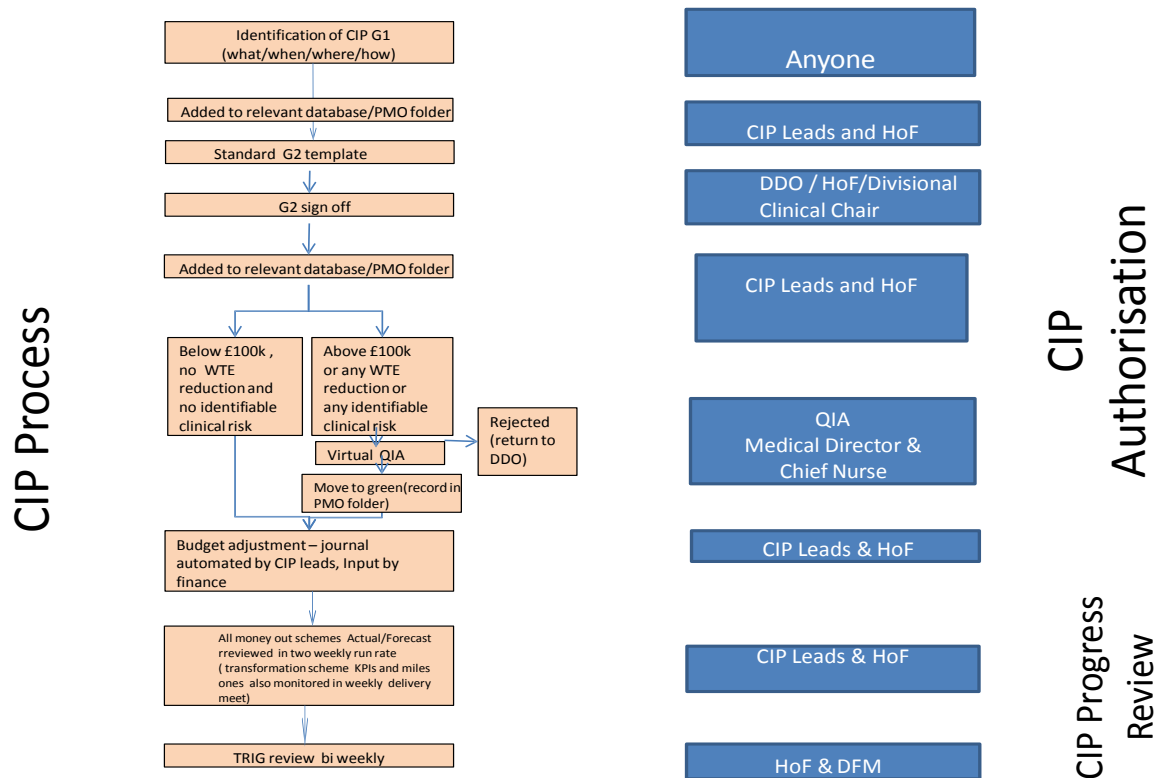 CIP Process
Identification of CIP G1
(what/when/where/how)
Added to relevant database/PMO folder
Standard G2 template
G2 sign off
Added to relevant database/PMO folder
Below £100k ,
no WTE
reduction and
no identifiable
clinical risk
Above £100k
or any WTE
reduction or
any identifiable
clinical risk
Rejected
(return to
DDO)
Virtual QIA
Move to green(record in
PMO folder)
Budget adjustment – journal
automated by CIP leads, Input by
finance
All money out schemes Actual/Forecast
rreviewed in two weekly run rate
( transformation scheme KPIs and miles
ones also monitored in weekly delivery
meet)
TRIG review bi weekly
Anyone
CIP Leads and HoF
DDO / HoF/Divisional
Clinical Chair
CIP Leads and HoF
QIA
Medical Director &
Chief Nurse
CIP Leads & HoF
CIP Leads & HoF
HoF & DFM
CIP
Authorisation
CIP Progress
Review